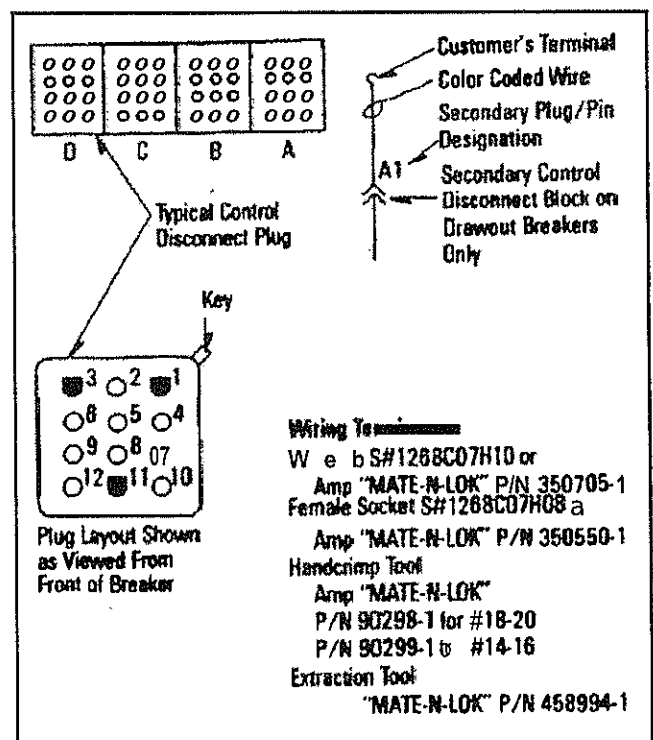 D C B A
Typical Control
Disconnect Plug
Customer's Terminal
Color Coded Wire
Secondary Plug/Pin
Designation
A1
Secondary Control
Disconnect Block on
Drawout Breakers
Only
Key
3 2 1
6 5 4
9 8 07
12 11 10
Plug Layout Shown
as Viewed From
Front of Breaker
Wiring
W e b S#1268C07H10 or
Amp "MATE-N-LOK" P/N 350705-1
Female Socket S#1268C07H08 a
Amp "MATE-N-LOK" P/N 350550-1
Handcrimp Tool
Amp "MATE-N-LOK"
P/N 90298-1 for #18-20
P/N 90299-1 #14-16
Extraction Tool
"MATE-N-LOK" P/N 458994-1